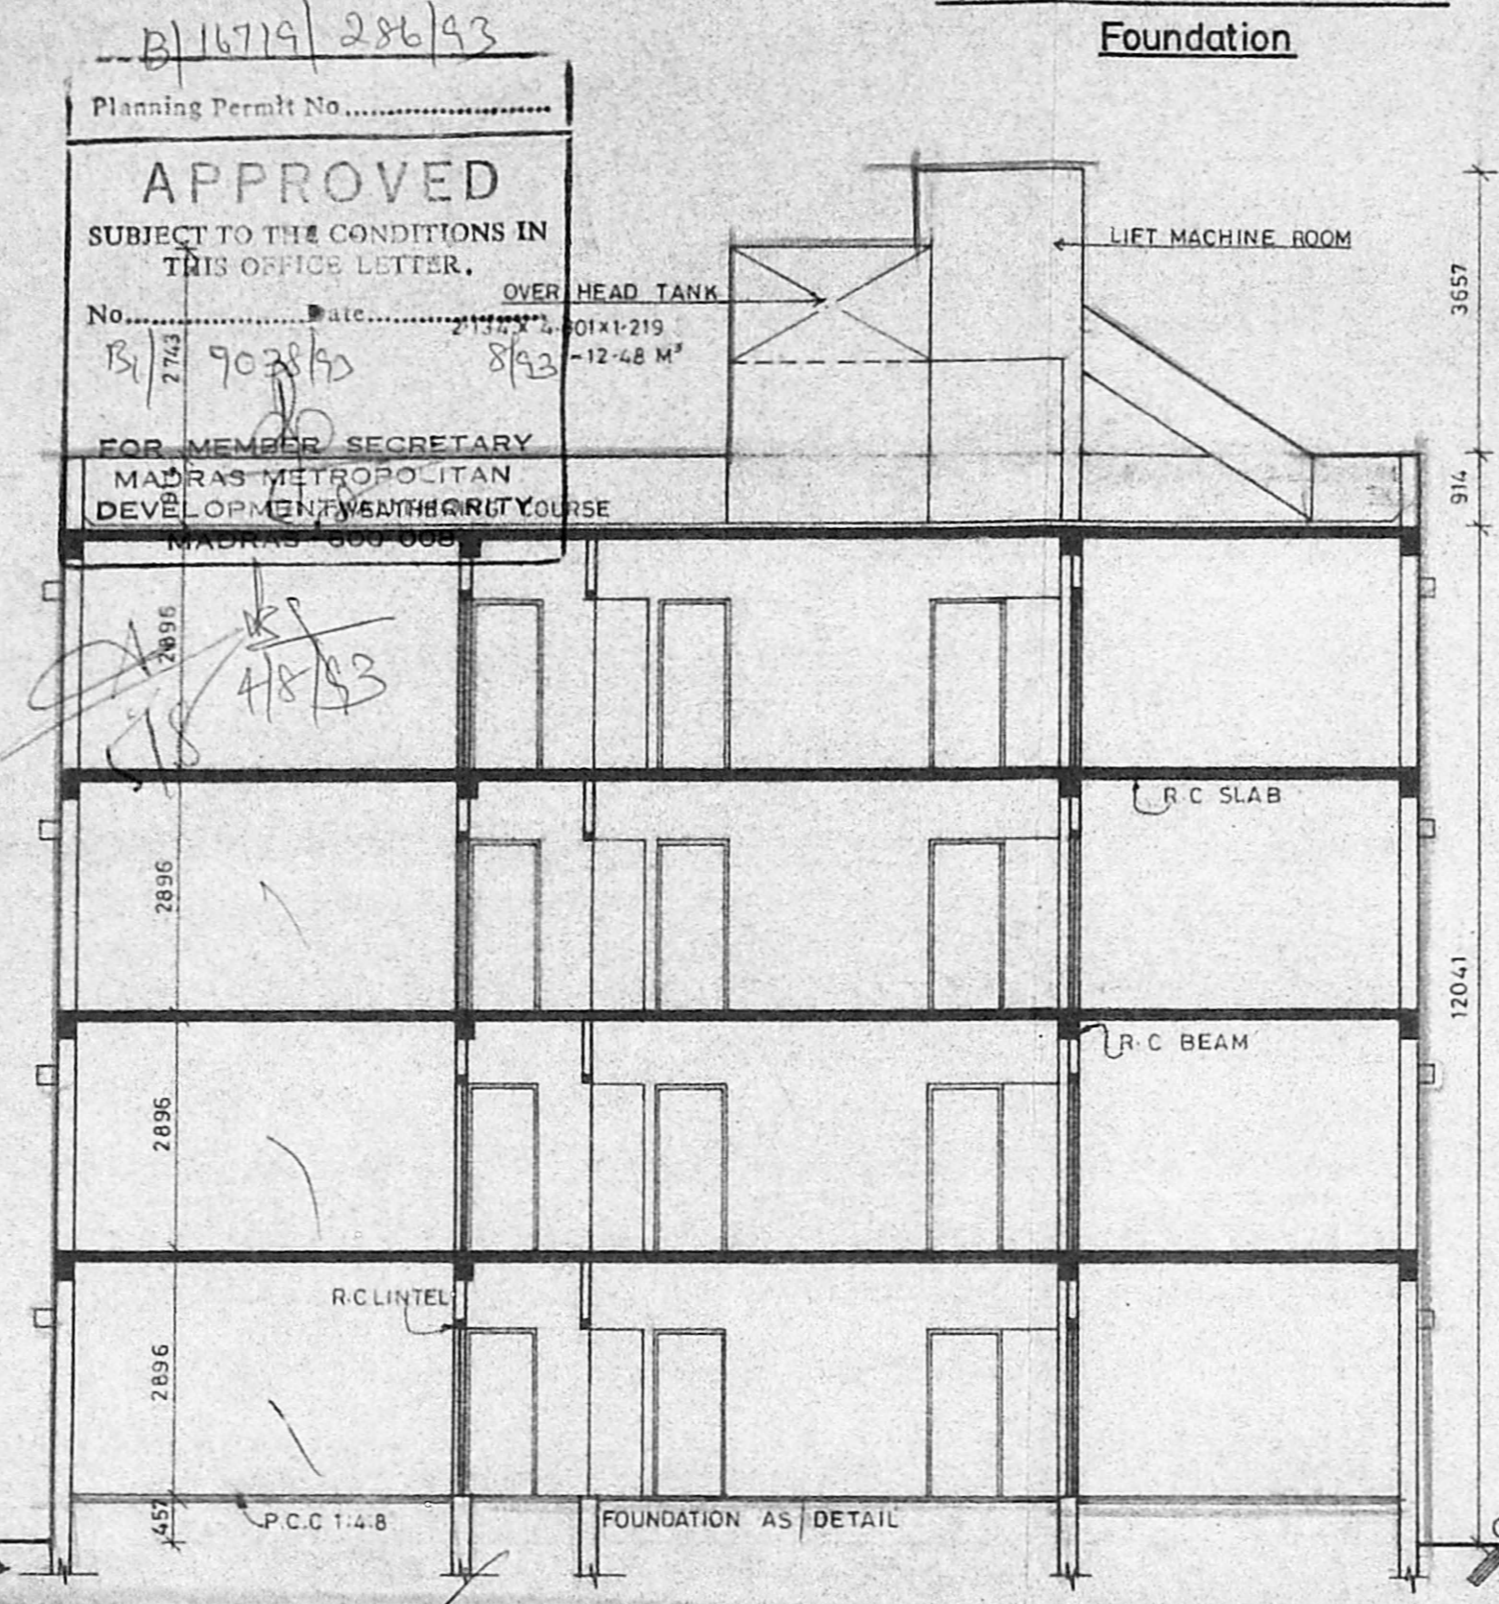 Foundation
B/16719/286/93
Planning Permit No
APPROVED
SUBJECT TO THE CONDITIONS IN
THIS OFFICE LETTER.
No. Date
B1/ 9038/93 8/93
FOR MEMBER SECRETARY
MADRAS METROPOLITAN
DEVELOPMENT AUTHORITY
MADRAS - 600 008
LIFT MACHINE ROOM
OVER HEAD TANK
2·134 x 4·801x1·219
-12·48 M³
WEATHERING COURSE
3657
914
12041
2743
2896
4/8/93
2896
2896
2896
457
R.C SLAB
R.C BEAM
R.C LINTEL
P.C.C 1:4:8
FOUNDATION AS DETAIL